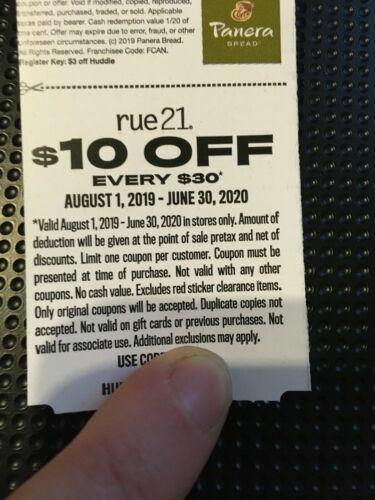 coupon or offer. Void if modified, copied, reproduced,
transferred, purchased, traded, or sold. Applicable
taxes paid by bearer. Cash redemption value 1/20 of
one cent. Offer may expire due to error, fraud, or other
unforeseen circumstances. (c) 2019 Panera Bread.
All Rights Reserved. Franchisee Code: FCAN.
Register Key: $3 off Huddle
Panera
BREAD
rue21.
$10 OFF
EVERY $30*
AUGUST 1, 2019 - JUNE 30, 2020
*Valid August 1, 2019 - June 30, 2020 in stores only. Amount of
deduction will be given at the point of sale pretax and net of
discounts. Limit one coupon per customer. Coupon must be
presented at time of purchase. Not valid with any other
coupons. No cash value. Excludes red sticker clearance items.
Only original coupons will be accepted. Duplicate copies not
accepted. Not valid on gift cards or previous purchases. Not
valid for associate use. Additional exclusions may apply.
USE